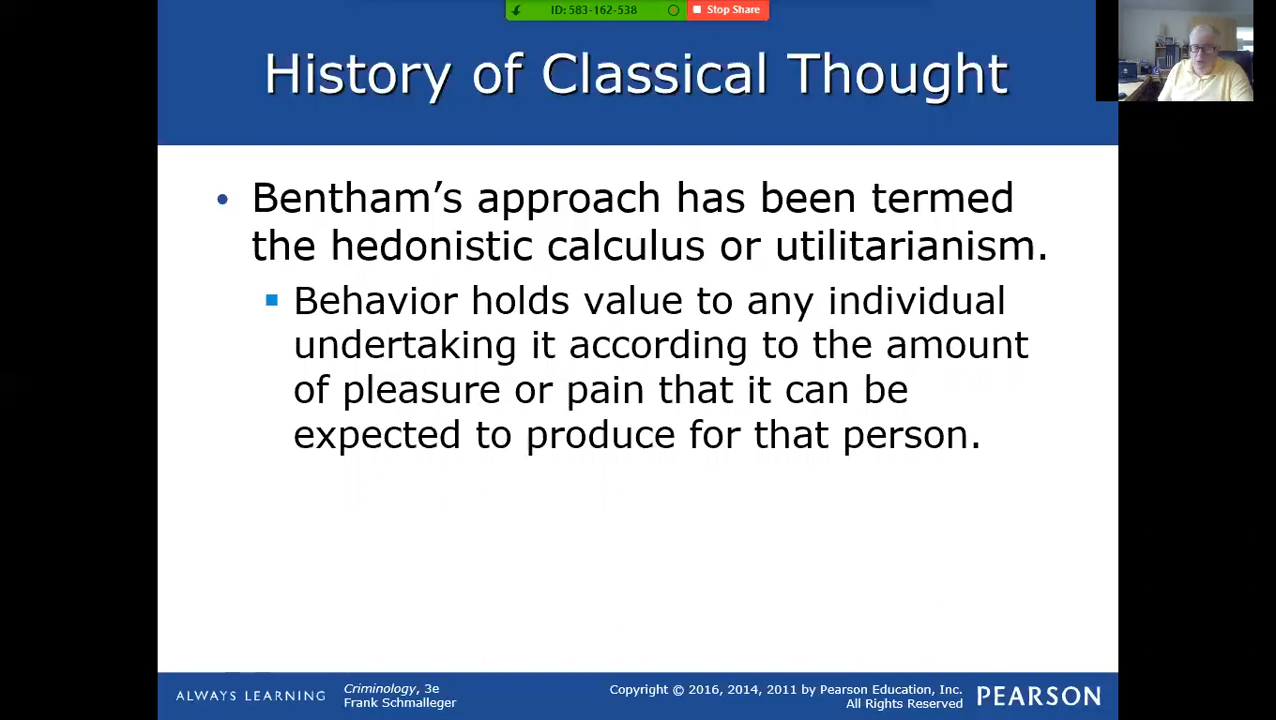 ID: 583-162-538
Stop Share
History of Classical Thought
• Bentham’s approach has been termed
the hedonistic calculus or utilitarianism.
▪ Behavior holds value to any individual
undertaking it according to the amount
of pleasure or pain that it can be
expected to produce for that person.
ALWAYS LEARNING
Criminology, 3e
Frank Schmalleger
Copyright © 2016, 2014, 2011 by Pearson Education, Inc.
All Rights Reserved
PEARSON